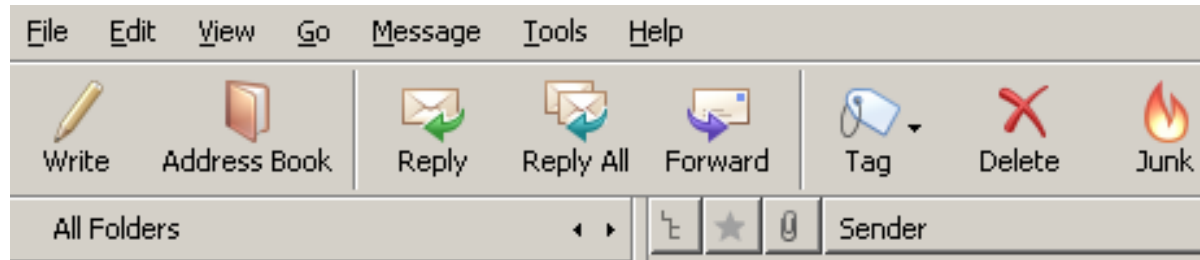 File Edit View Go Message Tools Help
Write Address Book Reply Reply All Forward Tag Delete Junk
All Folders Sender